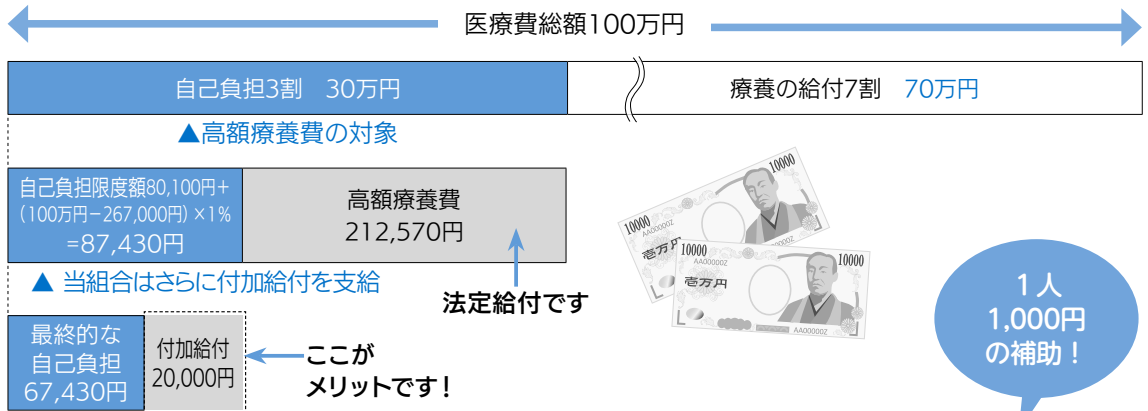 医療費総額100万円
自己負担3割 30万円
療養の給付7割 70万円
▲高額療養費の対象
自己負担限度額80,100円+
(100万円−267,000円)×1%
=87,430円
高額療養費
212,570円
▲ 当組合はさらに付加給付を支給
法定給付です
最終的な
自己負担
67,430円
付加給付
20,000円
ここが
メリットです!
10000
10000
AA00000Z
壱万円
10000
10000
AA00000Z
壱万円
AA00000Z
1人
1,000円
の補助!